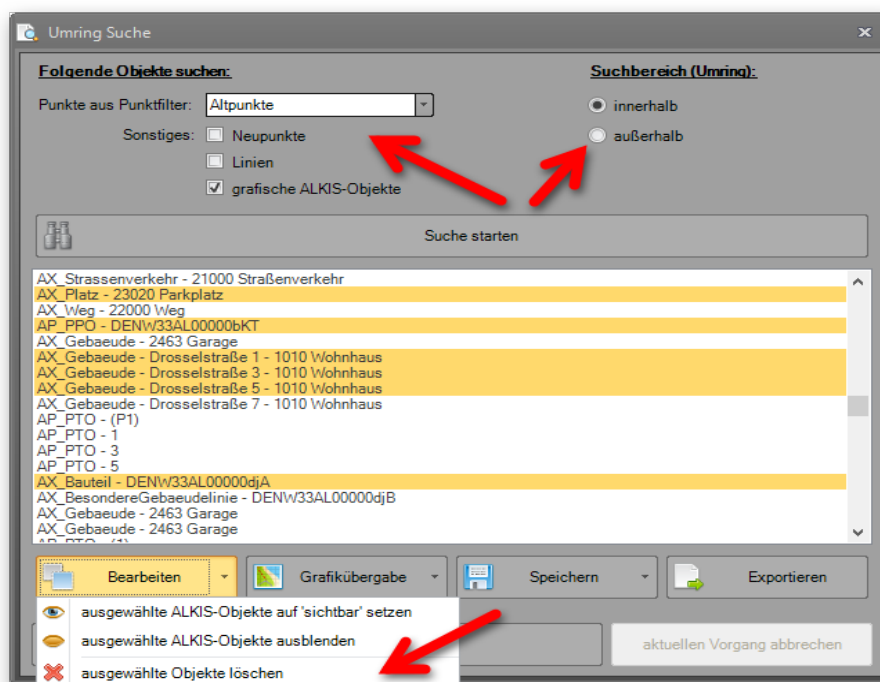 Umring Suche
Folgende Objekte suchen:
Suchbereich (Umring):
Punkte aus Punktfilter: Altpunkte
innerhalb
Sonstiges: Neupunkte
außerhalb
Linien
grafische ALKIS-Objekte
Suche starten
AX_Strassenverkehr - 21000 Straßenverkehr
AX_Platz - 23020 Parkplatz
AX_Weg - 22000 Weg
AP_PPO - DENW33AL00000bKT
AX_Gebaeude - 2463 Garage
AX_Gebaeude - Drosselstraße 1 - 1010 Wohnhaus
AX_Gebaeude - Drosselstraße 3 - 1010 Wohnhaus
AX_Gebaeude - Drosselstraße 5 - 1010 Wohnhaus
AX_Gebaeude - Drosselstraße 7 - 1010 Wohnhaus
AP_PTO - (P1)
AP_PTO - 1
AP_PTO - 3
AP_PTO - 5
AX_Bauteil - DENW33AL00000djA
AX_BesondereGebaeudelinie - DENW33AL00000djB
AX_Gebaeude - 2463 Garage
AX_Gebaeude - 2463 Garage
AP_PTO - (1)
Bearbeiten
Grafikübergabe
Speichern
Exportieren
ausgewählte ALKIS-Objekte auf 'sichtbar' setzen
ausgewählte ALKIS-Objekte ausblenden
aktuellen Vorgang abbrechen
ausgewählte Objekte löschen